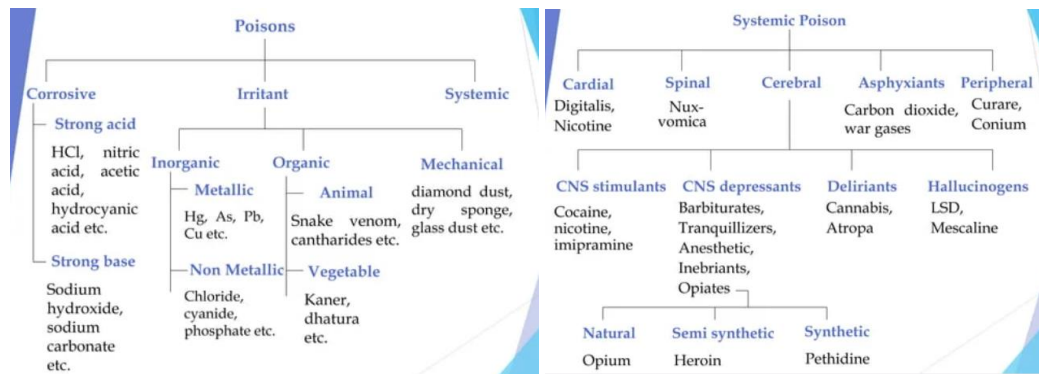 Poisons
Corrosive
Irritant
Systemic
Strong acid
HCl, nitric
acid, acetic
acid,
hydrocyanic
acid etc.
Strong base
Sodium
hydroxide,
sodium
carbonate
etc.
Inorganic
Metallic
Hg, As, Pb,
Cu etc.
Non Metallic
Chloride,
cyanide,
phosphate etc.
Organic
Animal
Snake venom,
cantharides etc.
Vegetable
Kaner,
dhatura
etc.
Mechanical
diamond dust,
dry sponge,
glass dust etc.
Systemic Poison
Cardial
Digitalis,
Nicotine
Spinal
Nux-
vomica
Cerebral
Asphyxiants
Carbon dioxide,
war gases
Peripheral
Curare,
Conium
CNS stimulants
Cocaine,
nicotine,
imipramine
CNS depressants
Barbiturates,
Tranquillizers,
Anesthetic,
Inebriants,
Opiates
Deliriants
Cannabis,
Atropa
Hallucinogens
LSD,
Mescaline
Natural
Opium
Semi synthetic
Heroin
Synthetic
Pethidine